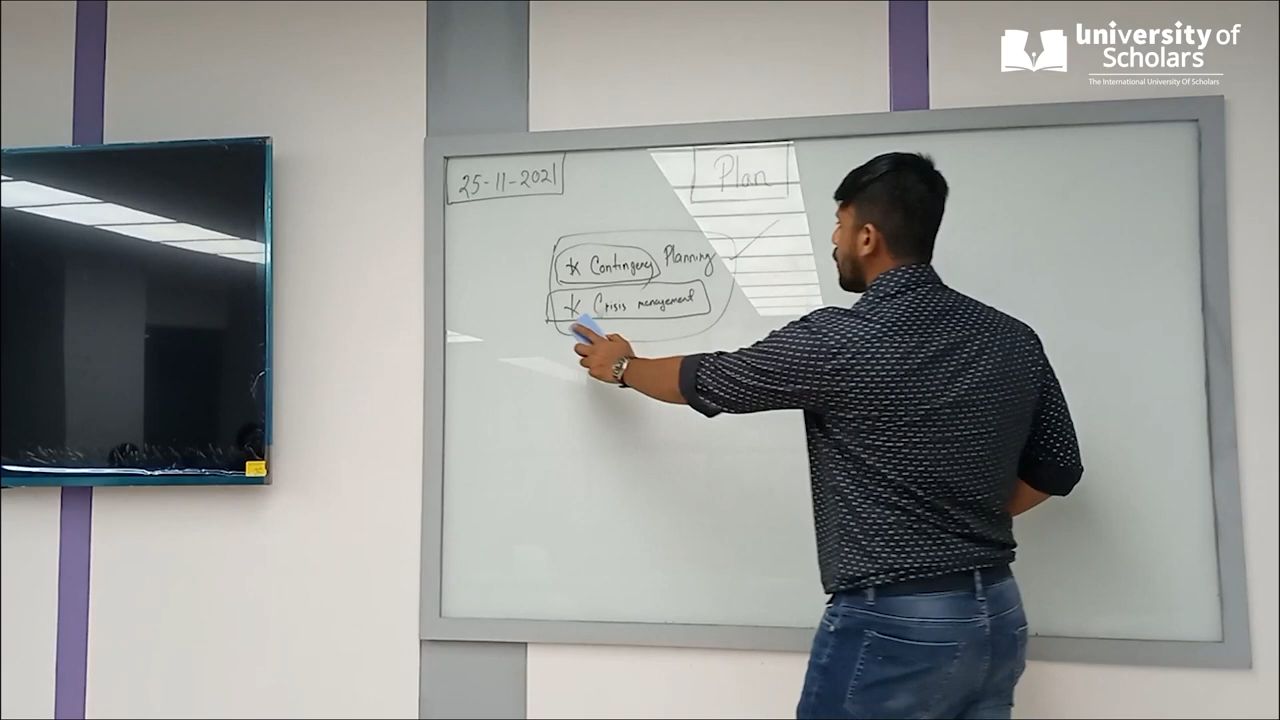 University of
Scholars
The International University Of Scholars
25-11-2021
Plan
* Contingency Planning
* Crisis management